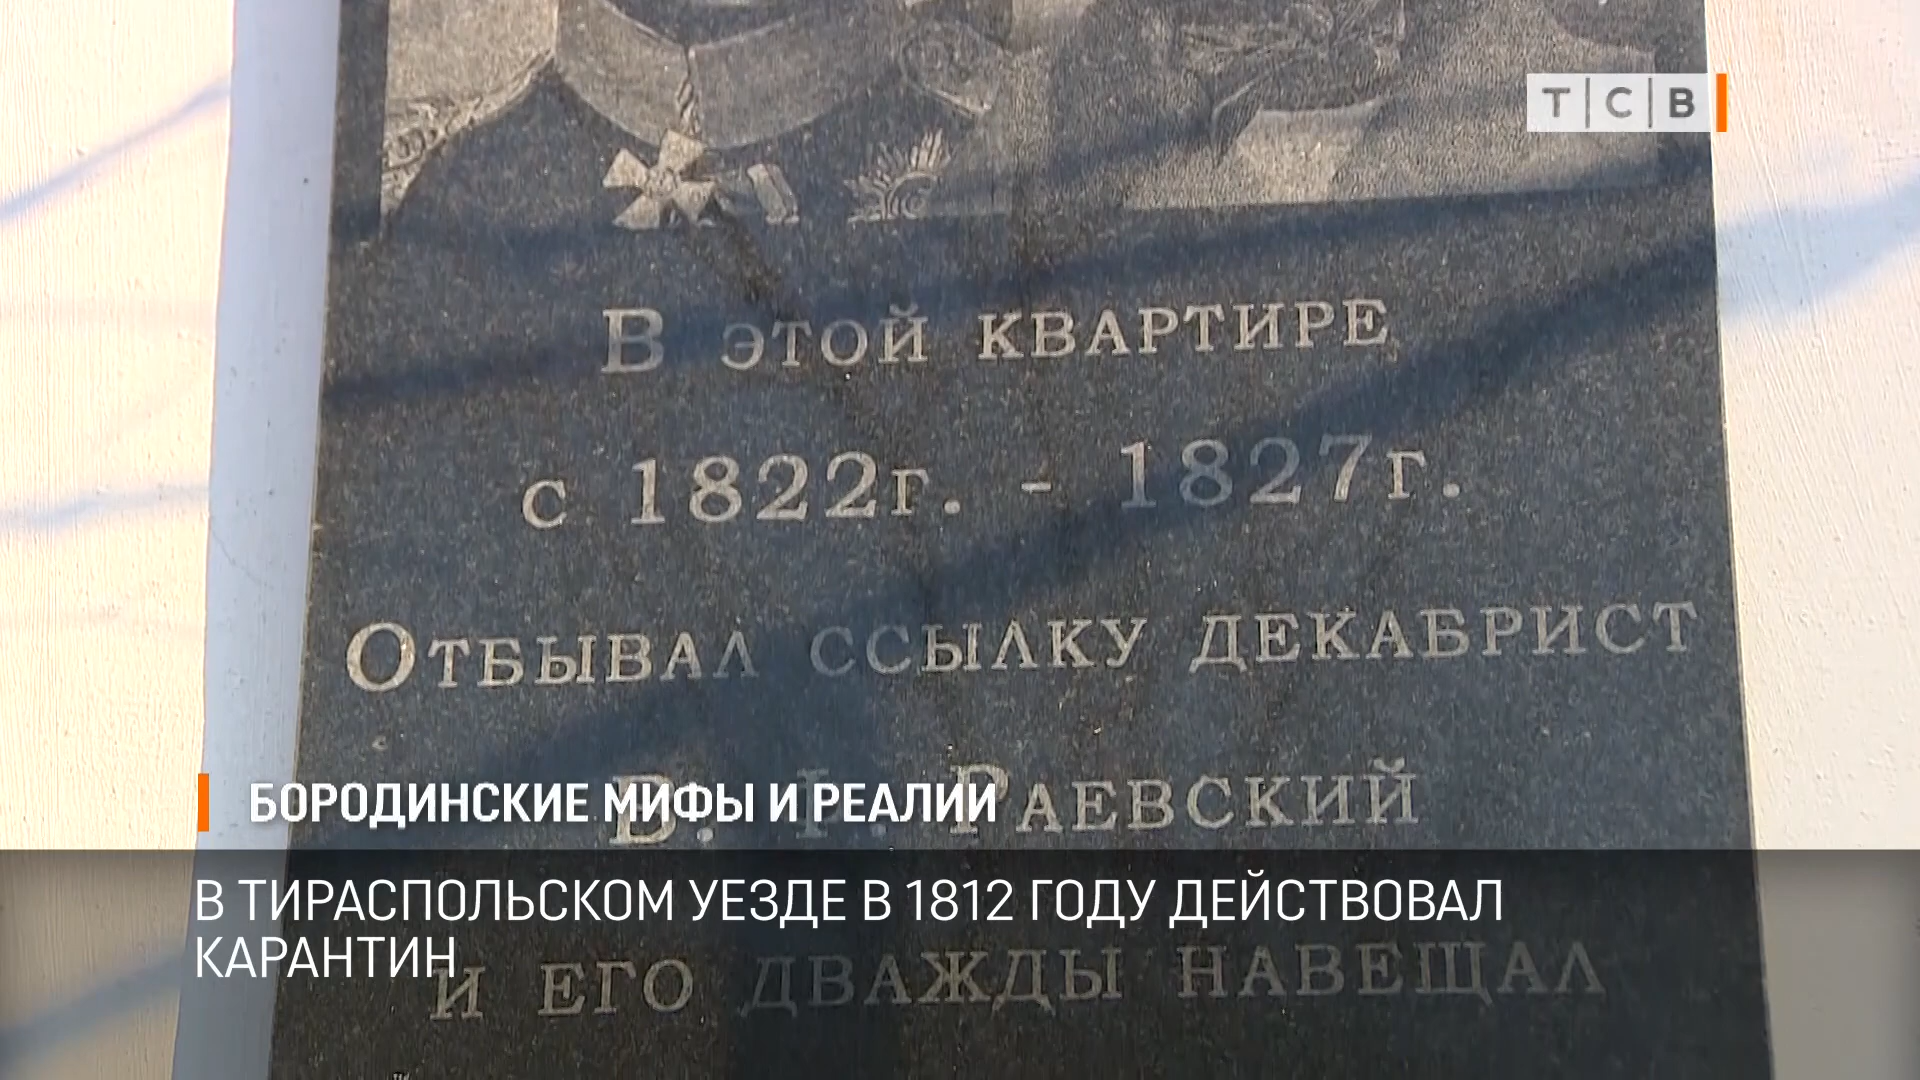 ТСВ
В ЭТОЙ КВАРТИРЕ
С 1822г. - 1827г.
ОТБЫВАЛ ССЫЛКУ ДЕКАБРИСТ
В. І. РАЕВСКИЙ
БОРОДИНСКИЕ МИФЫ И РЕАЛИИ
В ТИРАСПОЛЬСКОМ УЕЗДЕ В 1812 ГОДУ ДЕЙСТВОВАЛ
КАРАНТИН
И ЕГО ДВАЖДЫ НАВЕЩАЛ